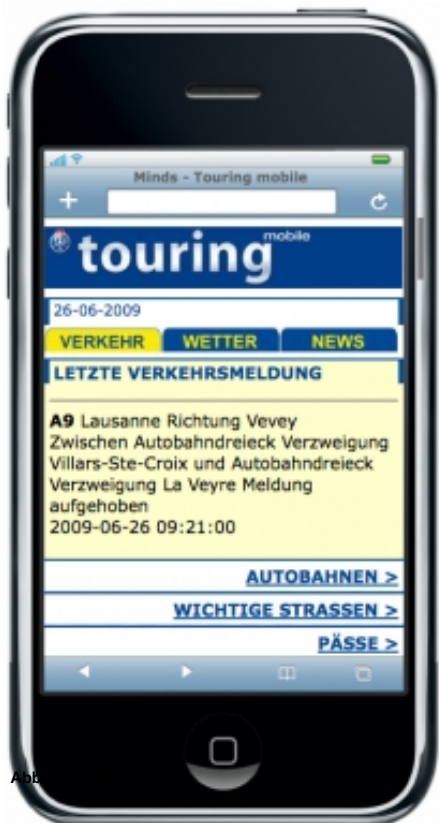 Minds - Touring mobile
touring mobile
26-06-2009
VERKEHR WETTER NEWS
LETZTE VERKEHRSMELDUNG
A9 Lausanne Richtung Vevey
Zwischen Autobahndreieck Verzweigung
Villars-Ste-Croix und Autobahndreieck
Verzweigung La Veyre Meldung
aufgehoben
2009-06-26 09:21:00
AUTOBAHNEN >
WICHTIGE STRASSEN >
PÄSSE >